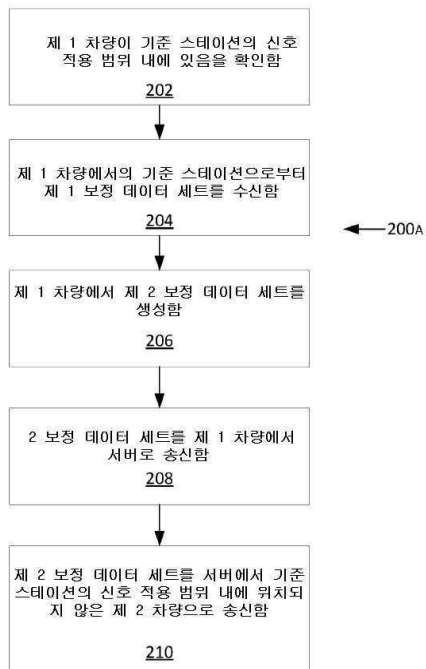 제 1 차량이 기준 스테이션의 신호
적용 범위 내에 있음을 확인함
202
제 1 차량에서의 기준 스테이션으로부터
제 1 보정 데이터 세트를 수신함
204
200A
제 1 차량에서 제 2 보정 데이터 세트를
생성함
206
2 보정 데이터 세트를 제 1 차량에서
서버로 송신함
208
제 2 보정 데이터 세트를 서버에서 기준
스테이션의 신호 적용 범위 내에 위치되
지 않은 제 2 차량으로 송신함
210